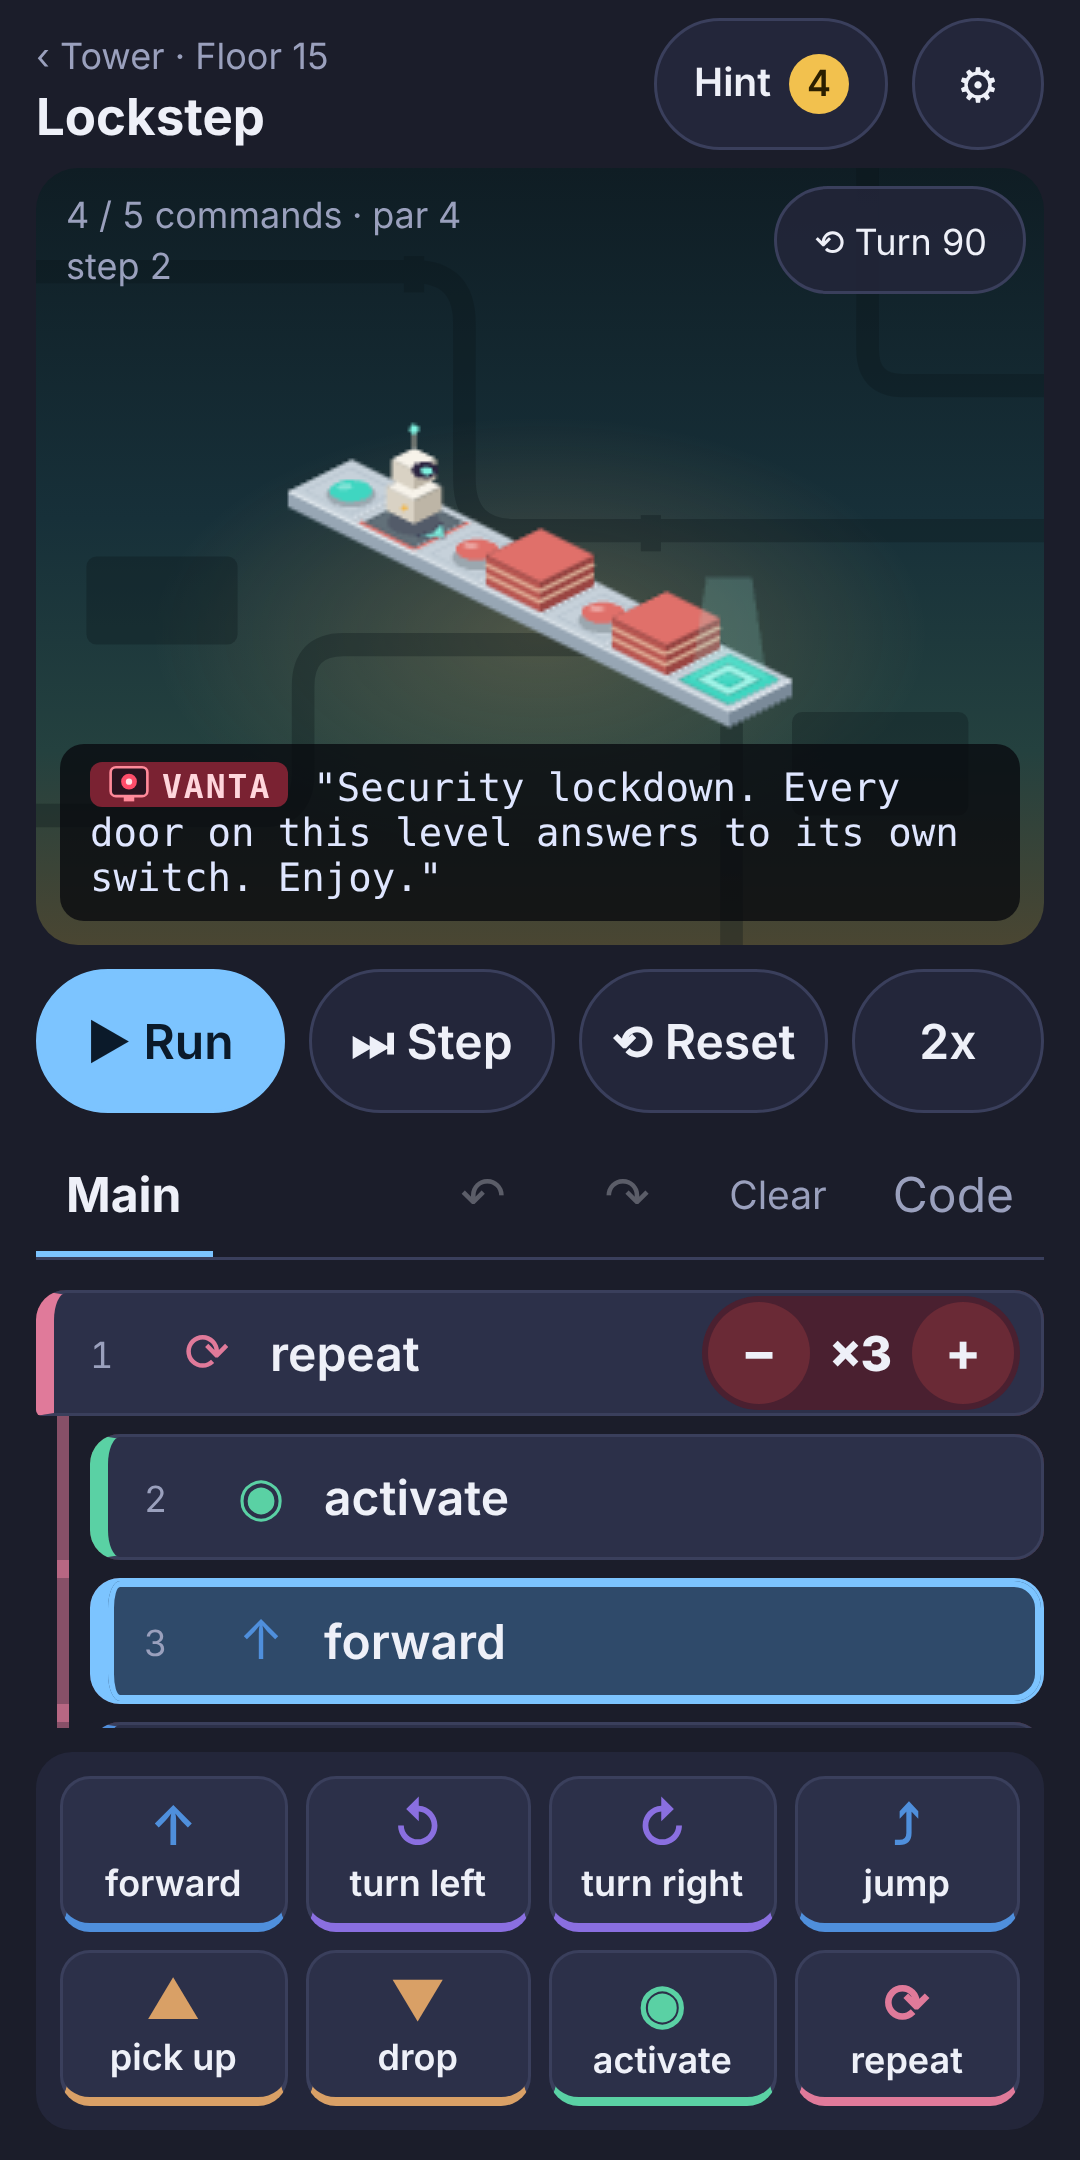 ‹ Tower · Floor 15
Lockstep
Hint 4
4 / 5 commands · par 4
step 2
⟲ Turn 90
VANTA "Security lockdown. Every
door on this level answers to its own
switch. Enjoy."
▶ Run
⏭ Step
⟲ Reset
2x
Main
Clear
Code
1 repeat − ×3 +
2 activate
3 forward
forward
turn left
turn right
jump
pick up
drop
activate
repeat